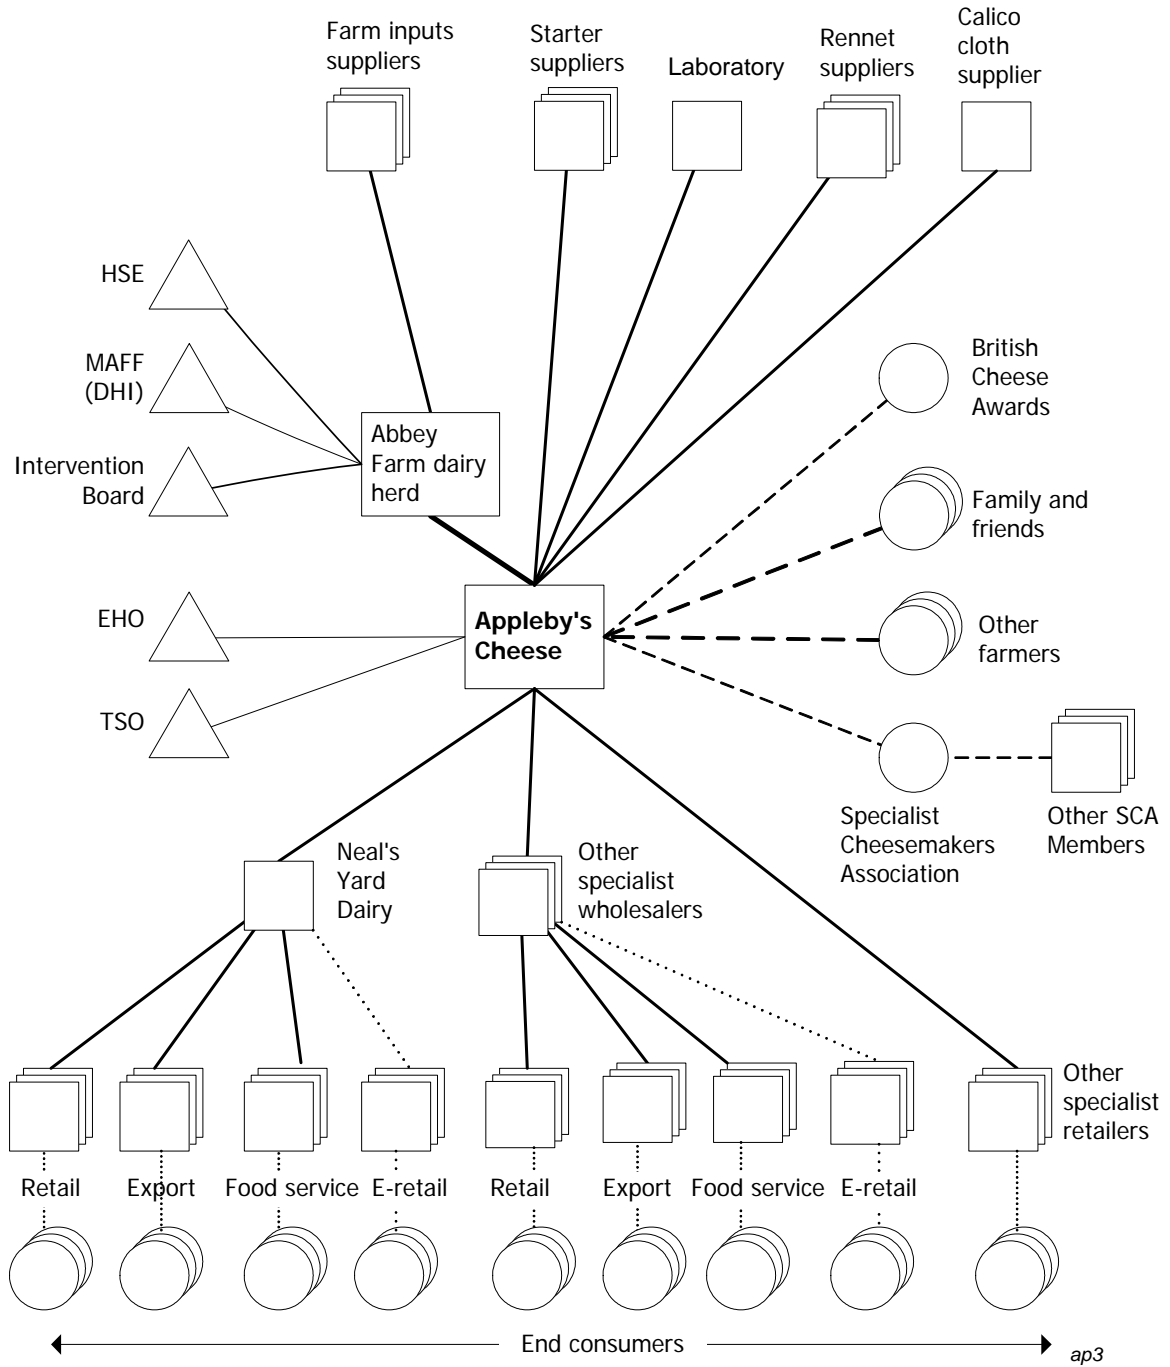 Farm inputs
suppliers
Starter
suppliers
Laboratory
Rennet
suppliers
Calico
cloth
supplier
HSE
MAFF
(DHI)
Intervention
Board
Abbey
Farm dairy
herd
British
Cheese
Awards
Family and
friends
EHO
Appleby's
Cheese
Other
farmers
TSO
Specialist
Cheesemakers
Association
Other SCA
Members
Neal's
Yard
Dairy
Other
specialist
wholesalers
Other
specialist
retailers
Retail
Export
Food service
E-retail
Retail
Export
Food service
E-retail
End consumers
ap3